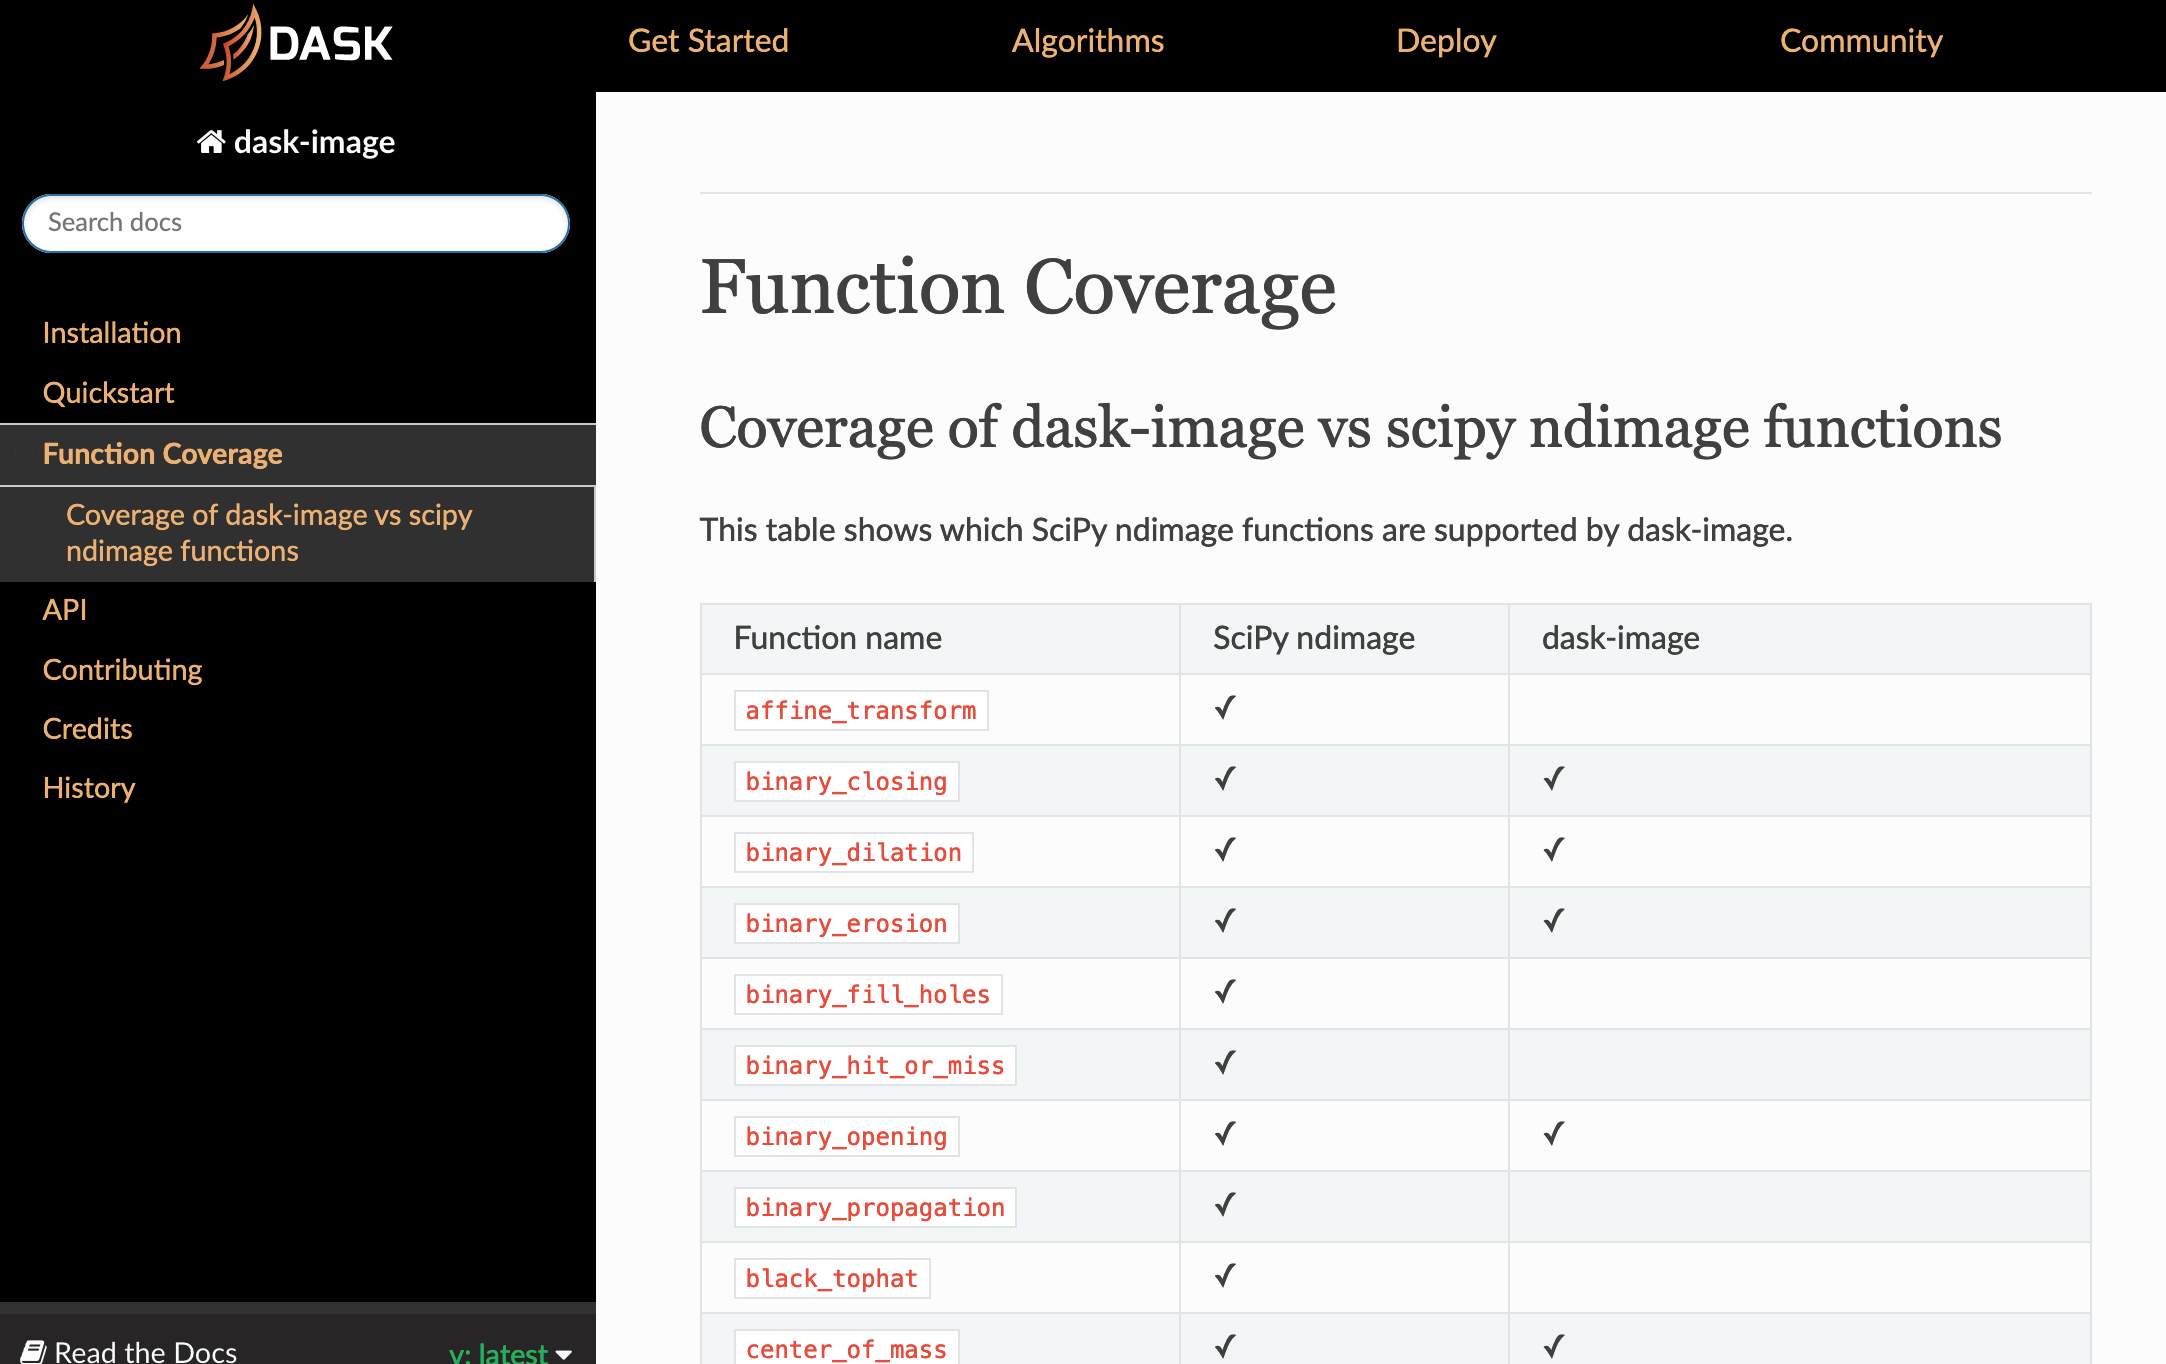 DASK
Get Started
Algorithms
Deploy
Community
dask-image
Search docs
Installation
Quickstart
Function Coverage
Coverage of dask-image vs scipy
ndimage functions
API
Contributing
Credits
History
Read the Docs
v: latest
Function Coverage
Coverage of dask-image vs scipy ndimage functions
This table shows which SciPy ndimage functions are supported by dask-image.
Function name SciPy ndimage dask-image
affine_transform ✓
binary_closing ✓ ✓
binary_dilation ✓ ✓
binary_erosion ✓ ✓
binary_fill_holes ✓
binary_hit_or_miss ✓
binary_opening ✓ ✓
binary_propagation ✓
black_tophat ✓
center_of_mass ✓ ✓